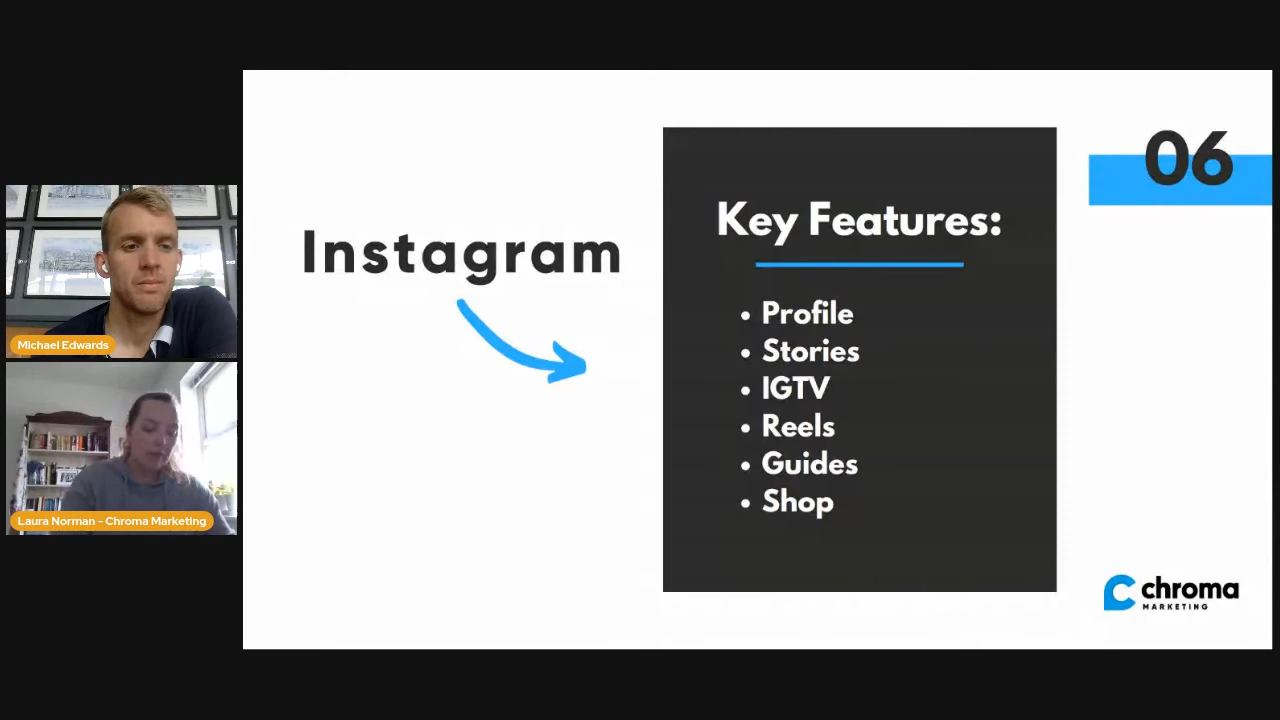 Michael Edwards
Laura Norman - Chroma Marketing
Instagram
Key Features:
• Profile
• Stories
• IGTV
• Reels
• Guides
• Shop
06
chroma
MARKETING